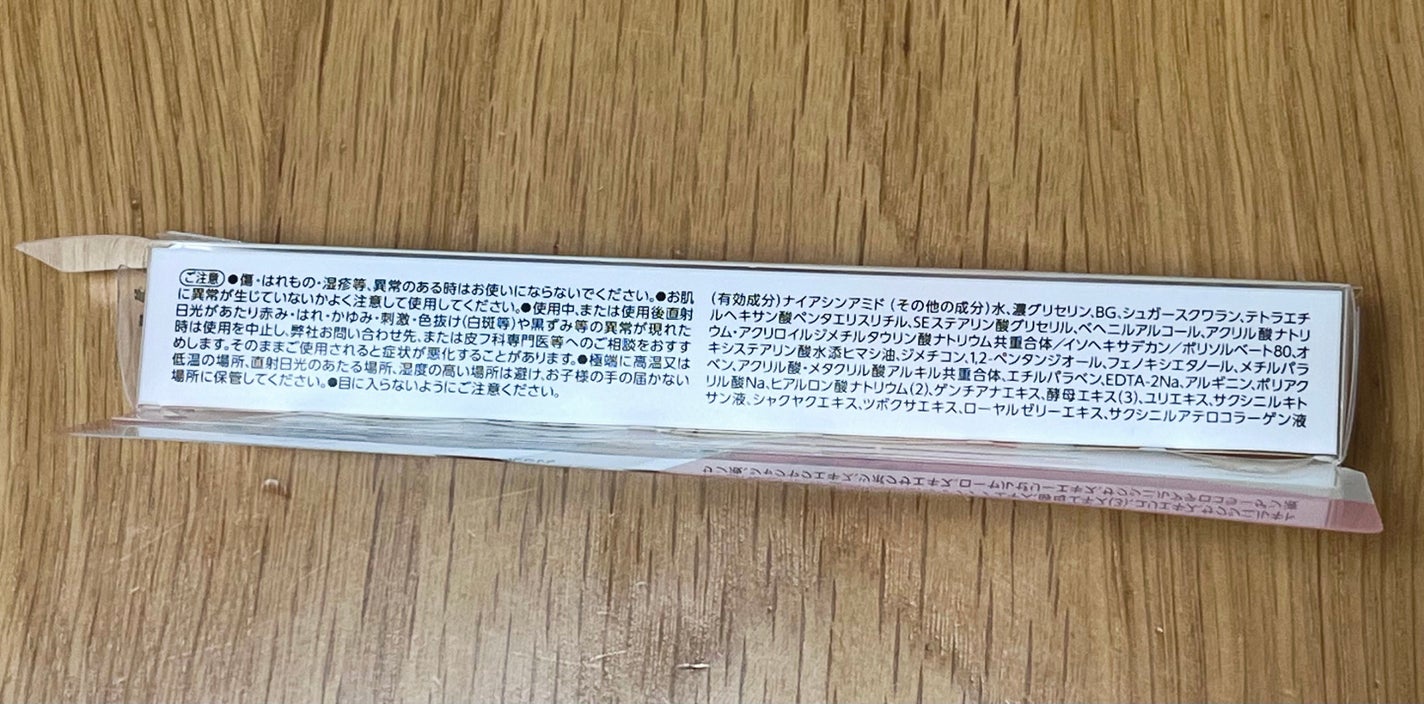 ご注意 ●傷・はれもの・湿疹等、異常のある時はお使いにならないでください。●お肌
に異常が生じていないかよく注意して使用してください。●使用中、または使用後直射
日光があたり赤み・はれ・かゆみ・刺激・色抜け(白斑等)や黒ずみ等の異常が現れた
時は使用を中止し、弊社お問い合わせ先、または皮フ科専門医等へのご相談をおすす
めします。そのままご使用されると症状が悪化することがあります。●極端に高温又は
低温の場所、直射日光のあたる場所、湿度の高い場所は避け、お子様の手の届かない
場所に保管してください。●目に入らないようにご注意ください。
(有効成分)ナイアシンアミド (その他の成分)水、濃グリセリン、BG、シュガースクワラン、テトラエチ
ルヘキサン酸ペンタエリスリチル、SEステアリン酸グリセリル、ベヘニルアルコール、アクリル酸ナトリ
ウム・アクリロイルジメチルタウリン酸ナトリウム共重合体/イソヘキサデカン/ポリソルベート80、オ
キシステアリン酸水添ヒマシ油、ジメチコン、1,2-ペンタンジオール、フェノキシエタノール、メチルパラ
ベン、アクリル酸・メタクリル酸アルキル共重合体、エチルパラベン、EDTA-2Na、アルギニン、ポリアク
リル酸Na、ヒアルロン酸ナトリウム(2)、ゲンチアナエキス、酵母エキス(3)、ユリエキス、サクシニルキト
サン液、シャクヤクエキス、ツボクサエキス、ローヤルゼリーエキス、サクシニルアテロコラーゲン液